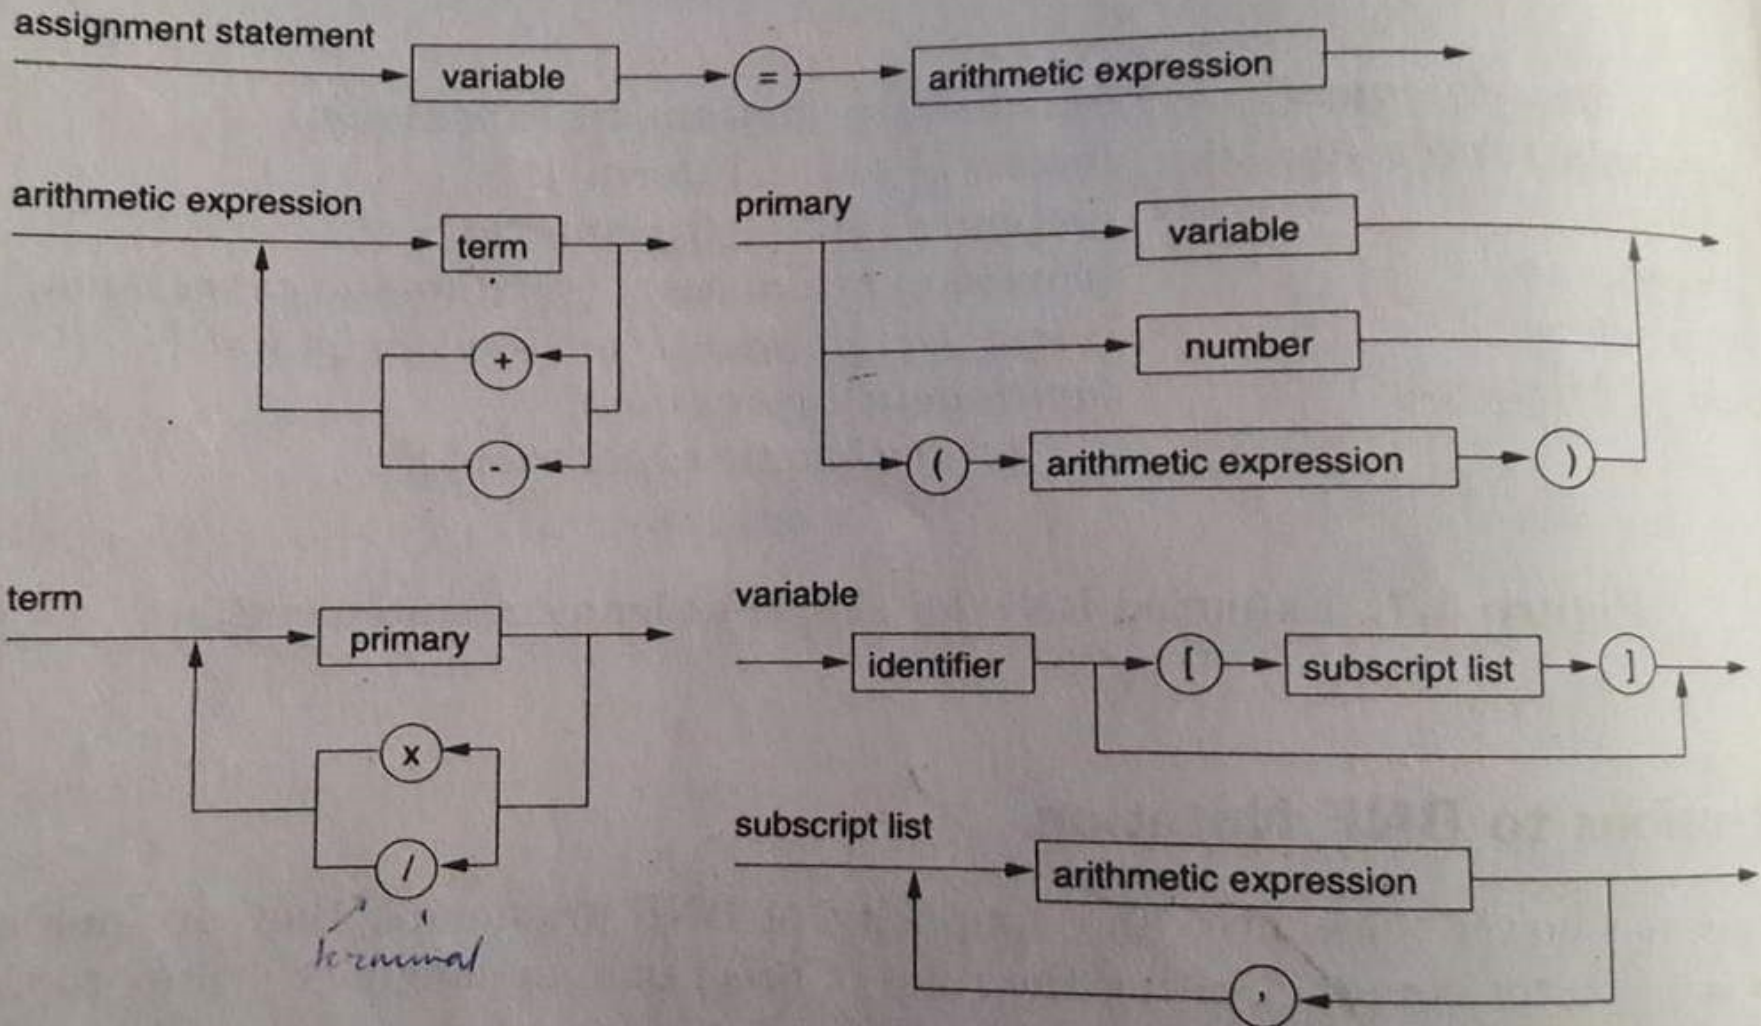 assignment statement
variable = arithmetic expression
arithmetic expression
term
+
-
primary
variable
number
( arithmetic expression )
term
primary
x
/
terminal
variable
identifier [ subscript list ]
subscript list
arithmetic expression
,